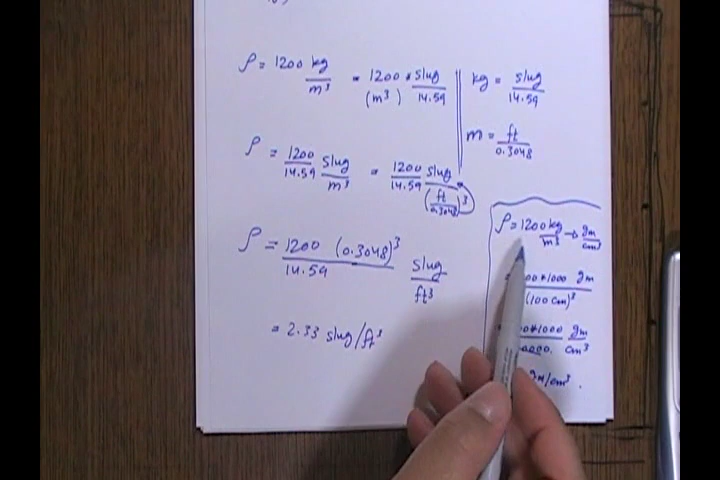 ρ = 1200 kg/m³ = 1200 * slug/(m³) 14.59
kg = slug/14.59
m = ft/0.3048
ρ = 1200/14.59 slug/m³ = 1200/14.59 slug/(ft/0.3048)³
ρ = 1200 (0.3048)³/14.59 slug/ft³
= 2.33 slug/ft³
ρ = 1200 kg/m³ → gm/cm³
00*1000 gm/(100 cm)³
*1000 gm/cm³
gm/cm³.